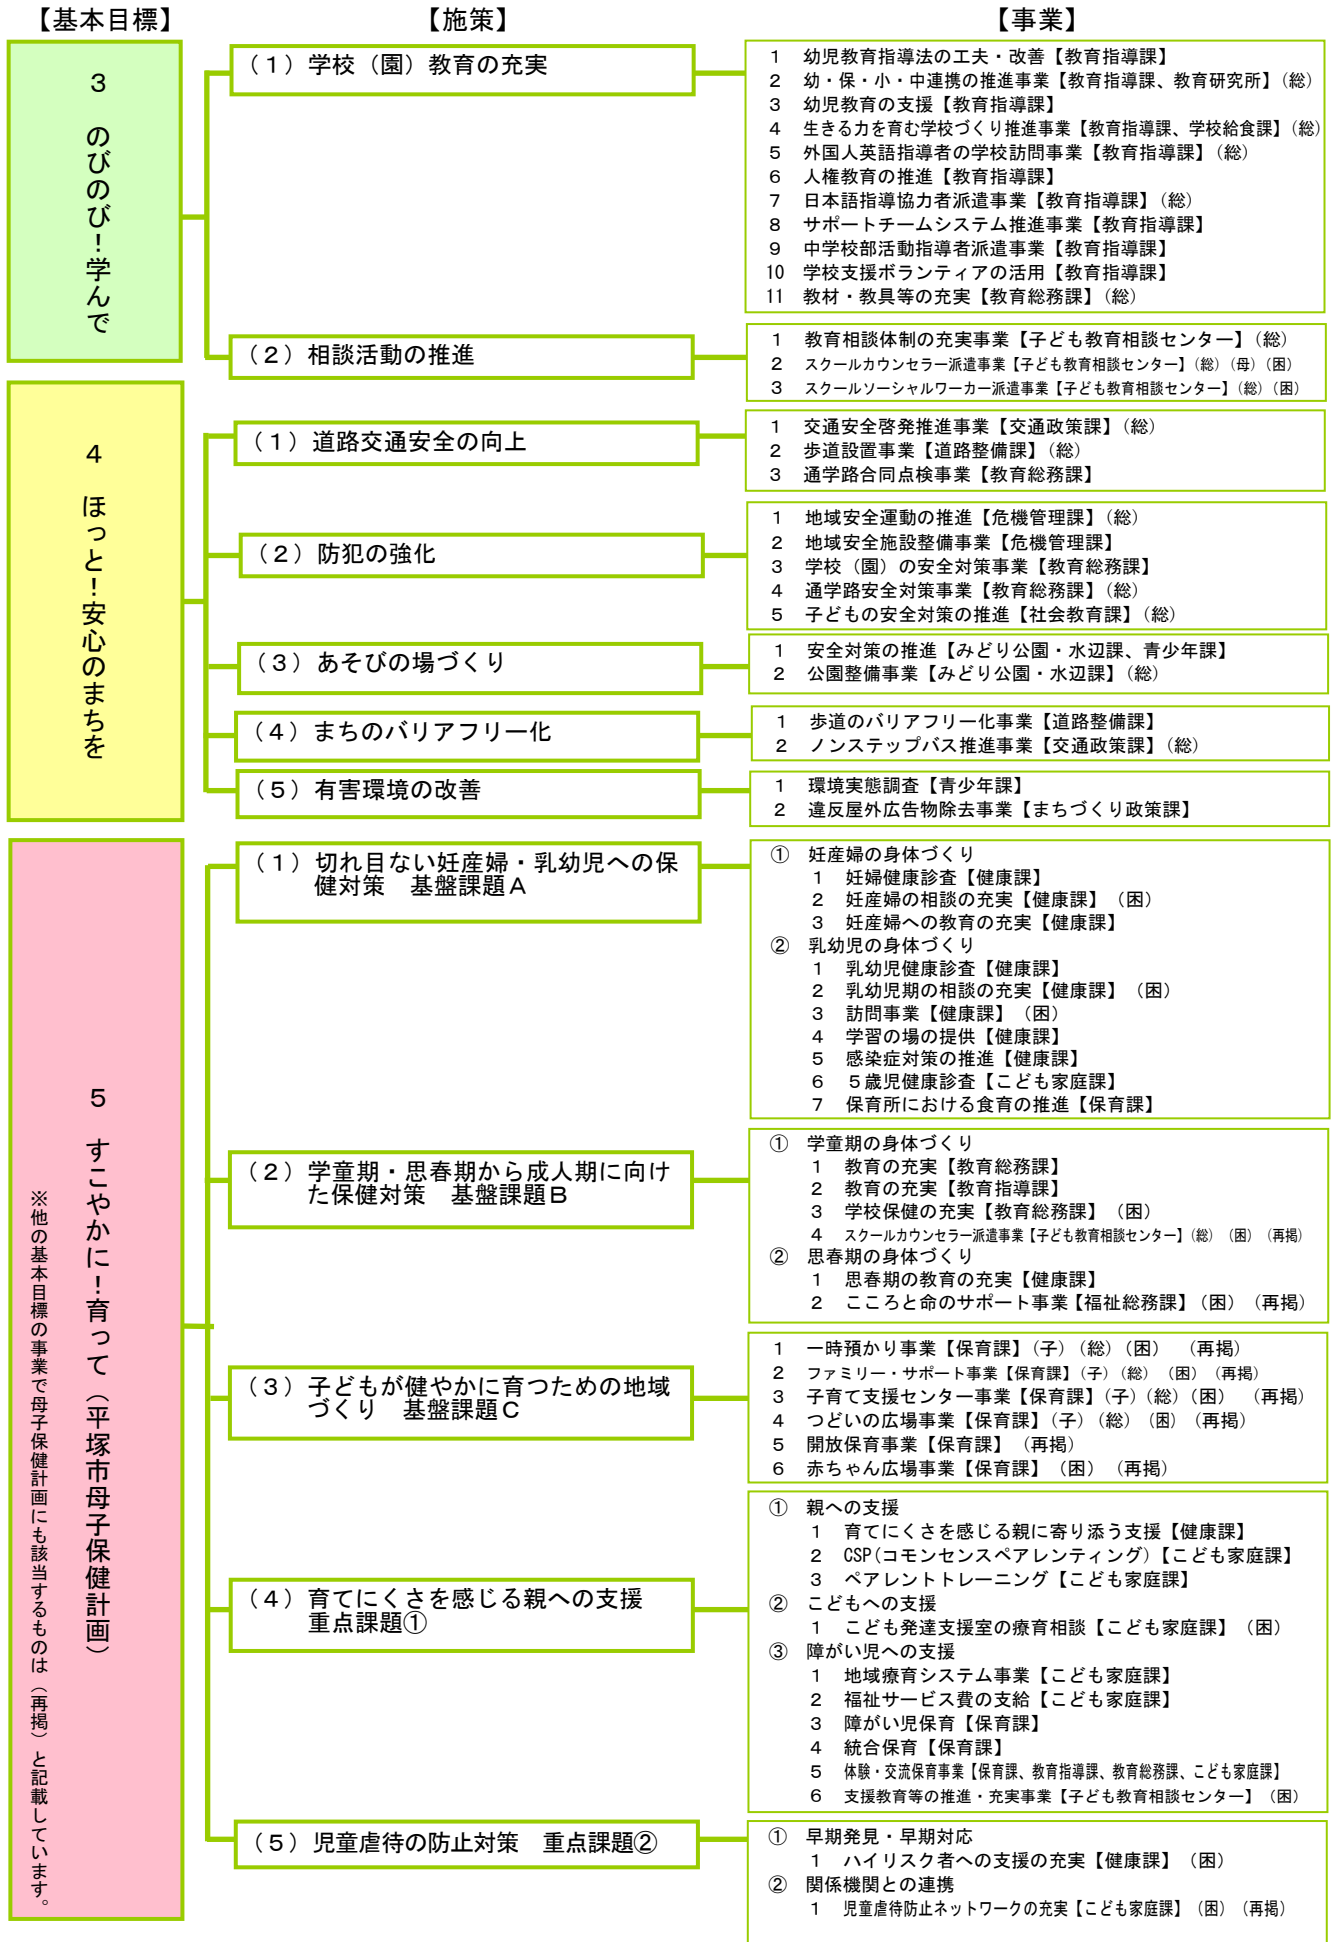 【基本目標】 【施策】 【事業】
３　のびのび！学んで
（１）学校（園）教育の充実
1 幼児教育指導法の工夫・改善【教育指導課】
2 幼・保・小・中連携の推進事業【教育指導課、教育研究所】（総）
3 幼児教育の支援【教育指導課】
4 生きる力を育む学校づくり推進事業【教育指導課、学校給食課】（総）
5 外国人英語指導者の学校訪問事業【教育指導課】（総）
6 人権教育の推進【教育指導課】
7 日本語指導協力者派遣事業【教育指導課】（総）
8 サポートチームシステム推進事業【教育指導課】
9 中学校部活動指導者派遣事業【教育指導課】
10 学校支援ボランティアの活用【教育指導課】
11 教材・教具等の充実【教育総務課】（総）
（２）相談活動の推進
1 教育相談体制の充実事業【子ども教育相談センター】（総）
2 スクールカウンセラー派遣事業【子ども教育相談センター】（総）（母）（困）
3 スクールソーシャルワーカー派遣事業【子ども教育相談センター】（総）（困）
４　ほっと！安心のまちを
（１）道路交通安全の向上
1 交通安全啓発推進事業【交通政策課】（総）
2 歩道設置事業【道路整備課】（総）
3 通学路合同点検事業【教育総務課】
（２）防犯の強化
1 地域安全運動の推進【危機管理課】（総）
2 地域安全施設整備事業【危機管理課】
3 学校（園）の安全対策事業【教育総務課】
4 通学路安全対策事業【教育総務課】（総）
5 子どもの安全対策の推進【社会教育課】（総）
（３）あそびの場づくり
1 安全対策の推進【みどり公園・水辺課、青少年課】
2 公園整備事業【みどり公園・水辺課】（総）
（４）まちのバリアフリー化
1 歩道のバリアフリー化事業【道路整備課】
2 ノンステップバス推進事業【交通政策課】（総）
（５）有害環境の改善
1 環境実態調査【青少年課】
2 違反屋外広告物除去事業【まちづくり政策課】
５　すこやかに！育って（平塚市母子保健計画）
※他の基本目標の事業で母子保健計画にも該当するものは（再掲）と記載しています。
（１）切れ目ない妊産婦・乳幼児への保
健対策　基盤課題Ａ
① 妊産婦の身体づくり
1 妊婦健康診査【健康課】
2 妊産婦の相談の充実【健康課】（困）
3 妊産婦への教育の充実【健康課】
② 乳幼児の身体づくり
1 乳幼児健康診査【健康課】
2 乳幼児期の相談の充実【健康課】（困）
3 訪問事業【健康課】（困）
4 学習の場の提供【健康課】
5 感染症対策の推進【健康課】
6 ５歳児健康診査【こども家庭課】
7 保育所における食育の推進【保育課】
（２）学童期・思春期から成人期に向け
た保健対策　基盤課題Ｂ
① 学童期の身体づくり
1 教育の充実【教育総務課】
2 教育の充実【教育指導課】
3 学校保健の充実【教育総務課】（困）
4 スクールカウンセラー派遣事業【子ども教育相談センター】（総）（困）（再掲）
② 思春期の身体づくり
1 思春期の教育の充実【健康課】
2 こころと命のサポート事業【福祉総務課】（困）（再掲）
（３）子どもが健やかに育つための地域
づくり　基盤課題Ｃ
1 一時預かり事業【保育課】（子）（総）（困）　（再掲）
2 ファミリー・サポート事業【保育課】（子）（総）（困）（再掲）
3 子育て支援センター事業【保育課】（子）（総）（困）　（再掲）
4 つどいの広場事業【保育課】（子）（総）（困）（再掲）
5 開放保育事業【保育課】（再掲）
6 赤ちゃん広場事業【保育課】（困）（再掲）
（４）育てにくさを感じる親への支援
重点課題①
① 親への支援
1 育てにくさを感じる親に寄り添う支援【健康課】
2 CSP(コモンセンスペアレンティング)【こども家庭課】
3 ペアレントトレーニング【こども家庭課】
② こどもへの支援
1 こども発達支援室の療育相談【こども家庭課】（困）
③ 障がい児への支援
1 地域療育システム事業【こども家庭課】
2 福祉サービス費の支給【こども家庭課】
3 障がい児保育【保育課】
4 統合保育【保育課】
5 体験・交流保育事業【保育課、教育指導課、教育総務課、こども家庭課】
6 支援教育等の推進・充実事業【子ども教育相談センター】（困）
（５）児童虐待の防止対策　重点課題②
① 早期発見・早期対応
1 ハイリスク者への支援の充実【健康課】（困）
② 関係機関との連携
1 児童虐待防止ネットワークの充実【こども家庭課】（困）（再掲）